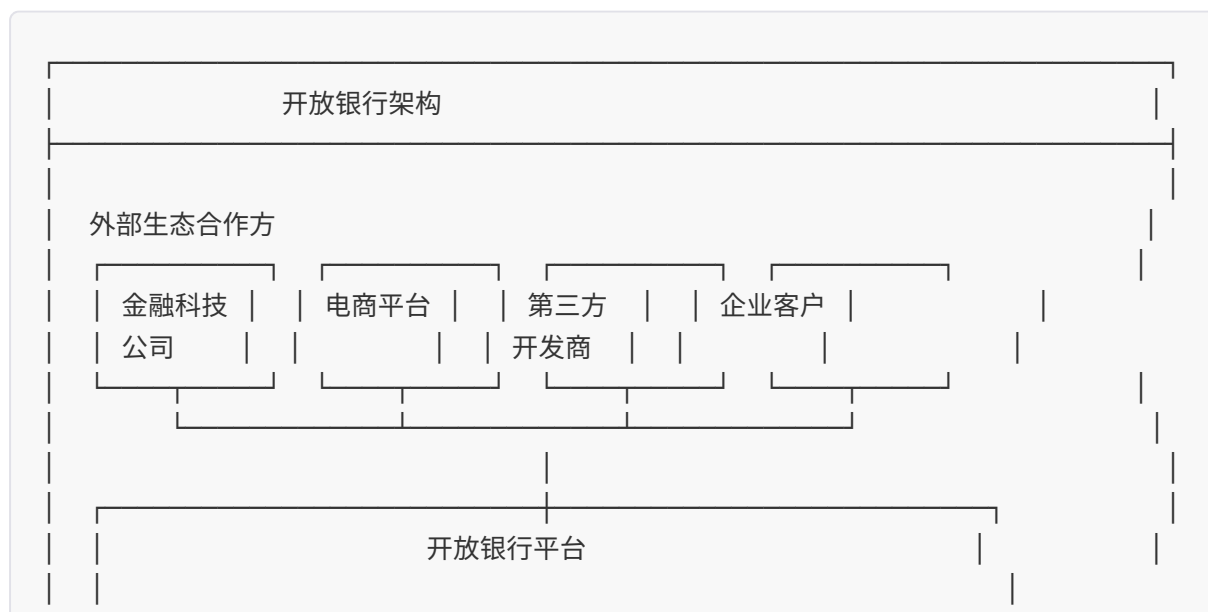 开放银行架构
外部生态合作方
金融科技 电商平台 第三方 企业客户
公司 开发商
开放银行平台